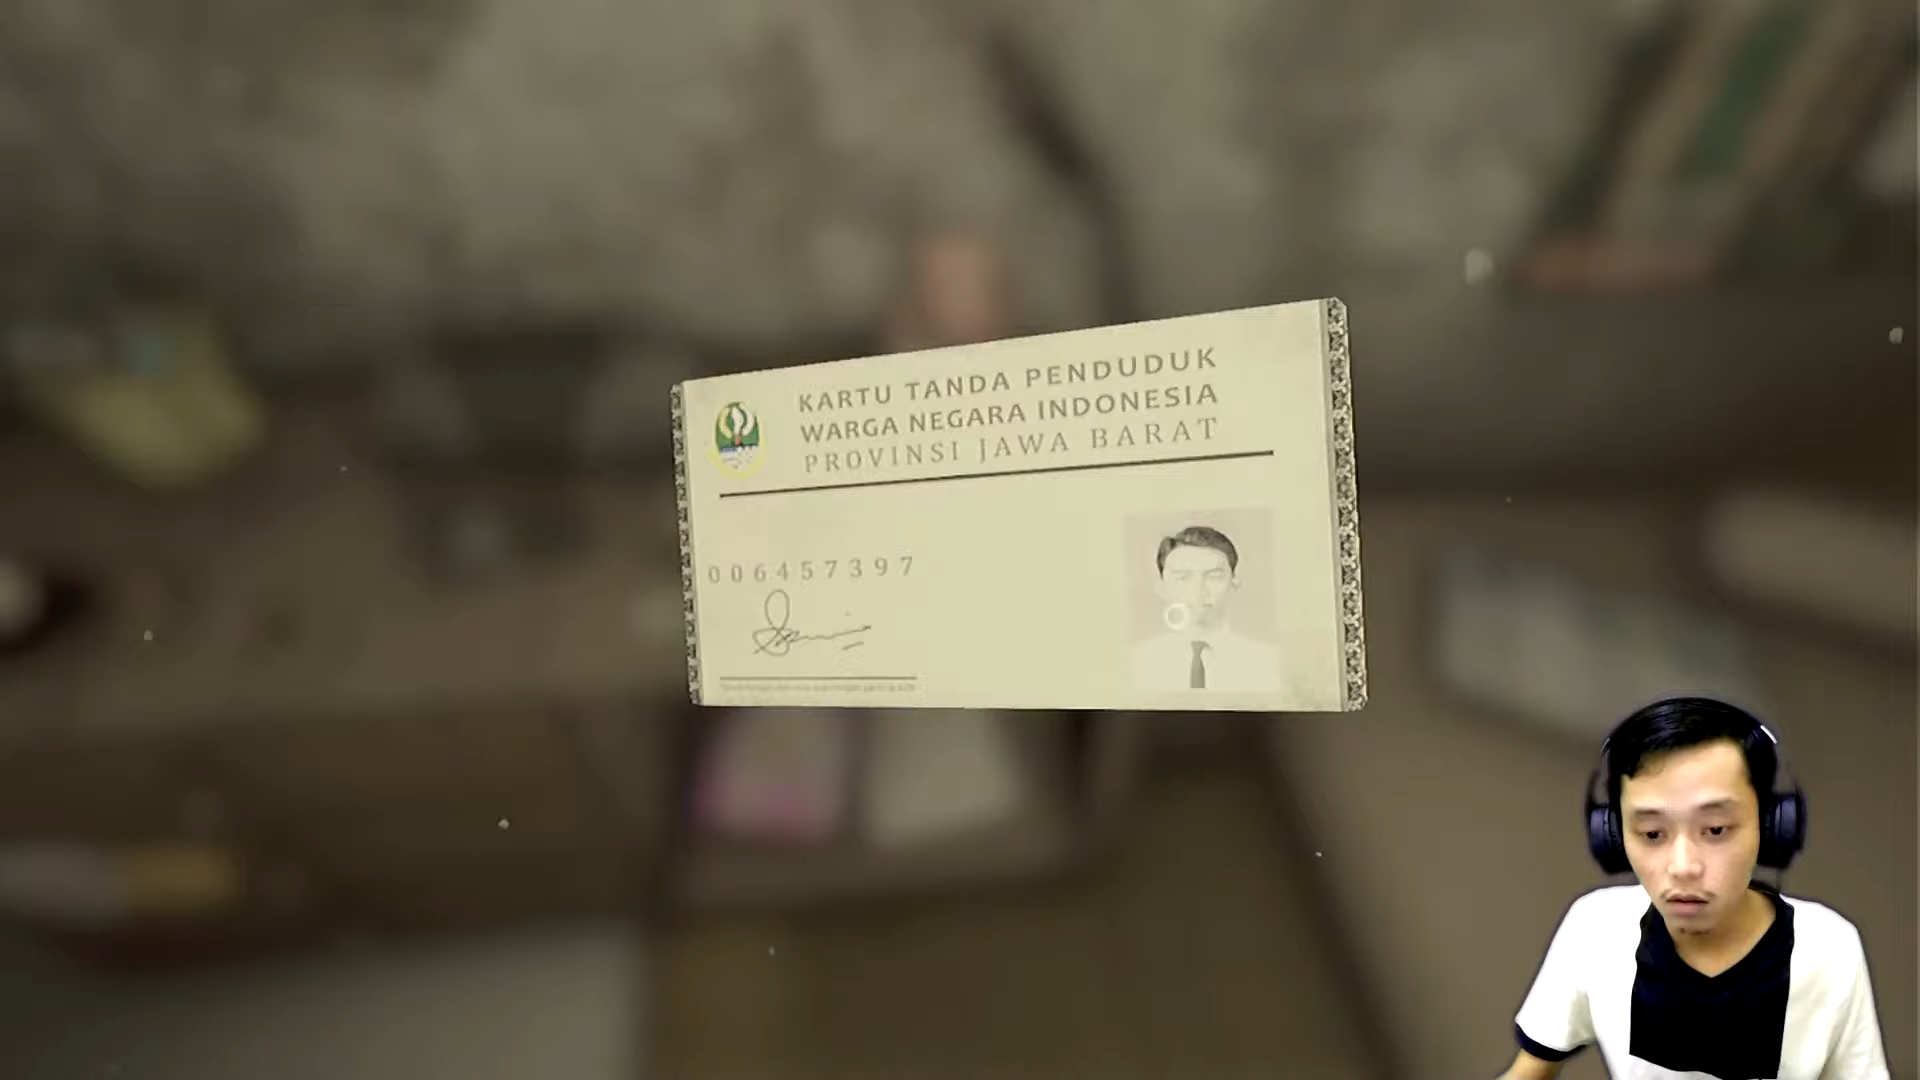 KARTU TANDA PENDUDUK
WARGA NEGARA INDONESIA
PROVINSI JAWA BARAT
006457397